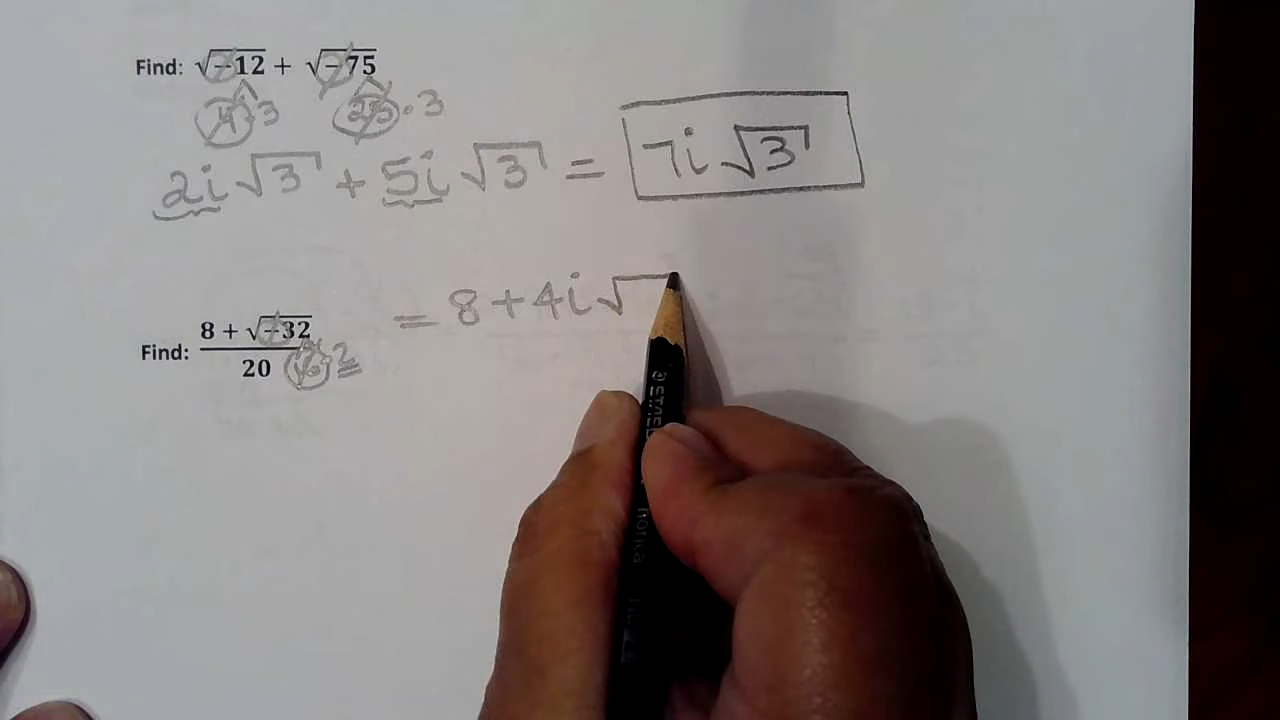 Find: √−12 + √−75
4·3 25·3
2i√3 + 5i√3 = 7i√3
= 8+4i√
Find: (8 + √−32)/20
16·2